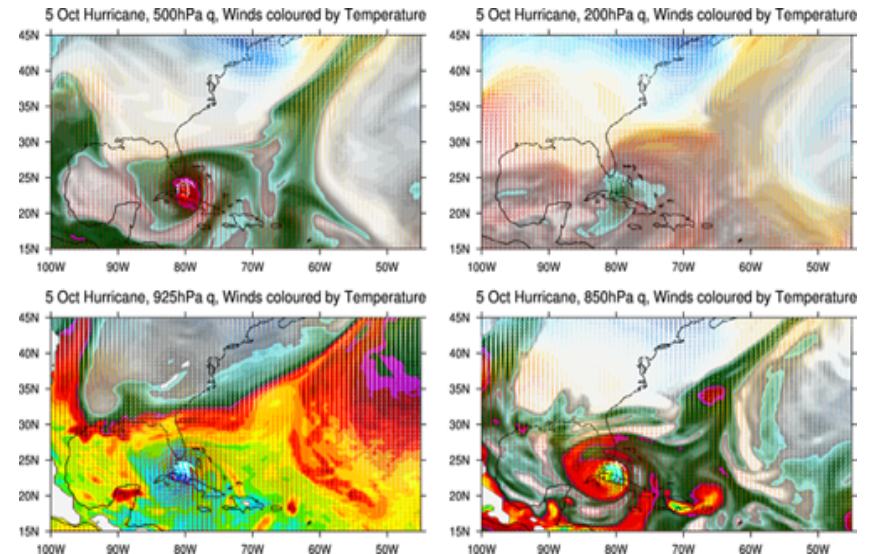 5 Oct Hurricane, 500hPa q, Winds coloured by Temperature
45N
40N
35N
30N
25N
20N
15N
100W 90W 80W 70W 60W 50W
5 Oct Hurricane, 200hPa q, Winds coloured by Temperature
45N
40N
35N
30N
25N
20N
15N
100W 90W 80W 70W 60W 50W
5 Oct Hurricane, 925hPa q, Winds coloured by Temperature
45N
40N
35N
30N
25N
20N
15N
100W 90W 80W 70W 60W 50W
5 Oct Hurricane, 850hPa q, Winds coloured by Temperature
45N
40N
35N
30N
25N
20N
15N
100W 90W 80W 70W 60W 50W